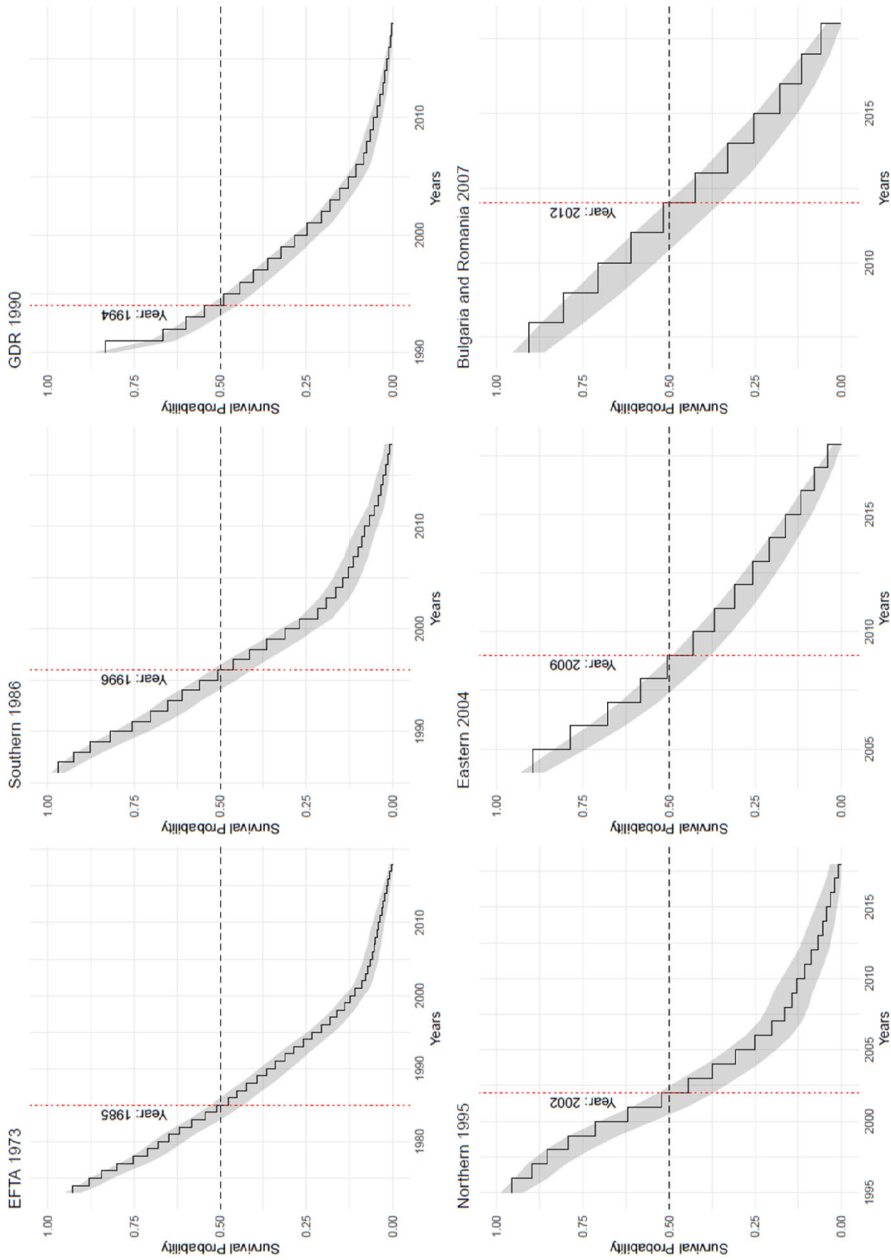 EFTA 1973
Survival Probability
1.00
0.75
0.50
0.25
0.00
Year: 1985
1980 1990 2000 2010
Years
Southern 1986
Survival Probability
1.00
0.75
0.50
0.25
0.00
Year: 1996
1990 2000 2010
Years
GDR 1990
Survival Probability
1.00
0.75
0.50
0.25
0.00
Year: 1994
1990 2000 2010
Years
Northern 1995
Survival Probability
1.00
0.75
0.50
0.25
0.00
Year: 2002
1995 2000 2005 2010 2015
Years
Eastern 2004
Survival Probability
1.00
0.75
0.50
0.25
0.00
Year: 2009
2005 2010 2015
Years
Bulgaria and Romania 2007
Survival Probability
1.00
0.75
0.50
0.25
0.00
Year: 2012
2010 2015
Years